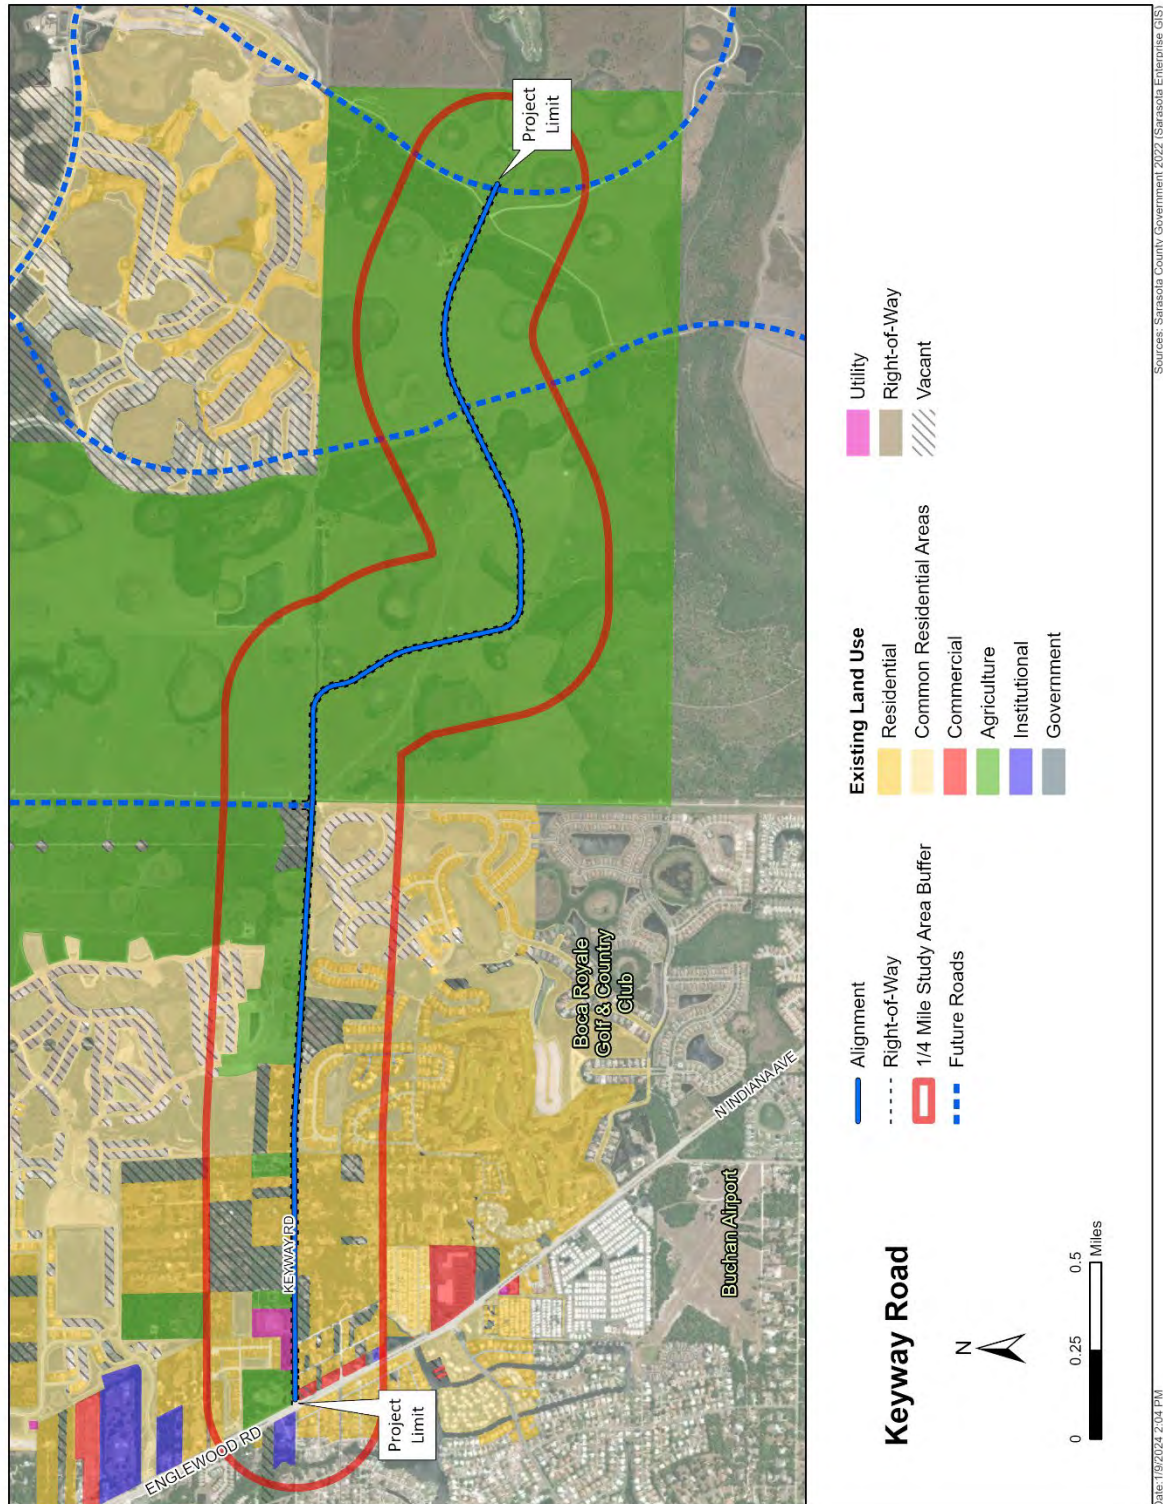 Project
Limit
Project
Limit
KEYWAY RD
ENGLEWOOD RD
N INDIANA AVE
Boca Royale
Golf & Country
Club
Buchan Airport
Keyway Road
N
0
0.25
0.5
Miles
Alignment
Right-of-Way
1/4 Mile Study Area Buffer
Future Roads
Existing Land Use
Residential
Common Residential Areas
Commercial
Agriculture
Institutional
Government
Utility
Right-of-Way
Vacant
Date:1/9/2024 2:04 PM
Sources: Sarasota County Government 2022 (Sarasota Enterprise GIS)